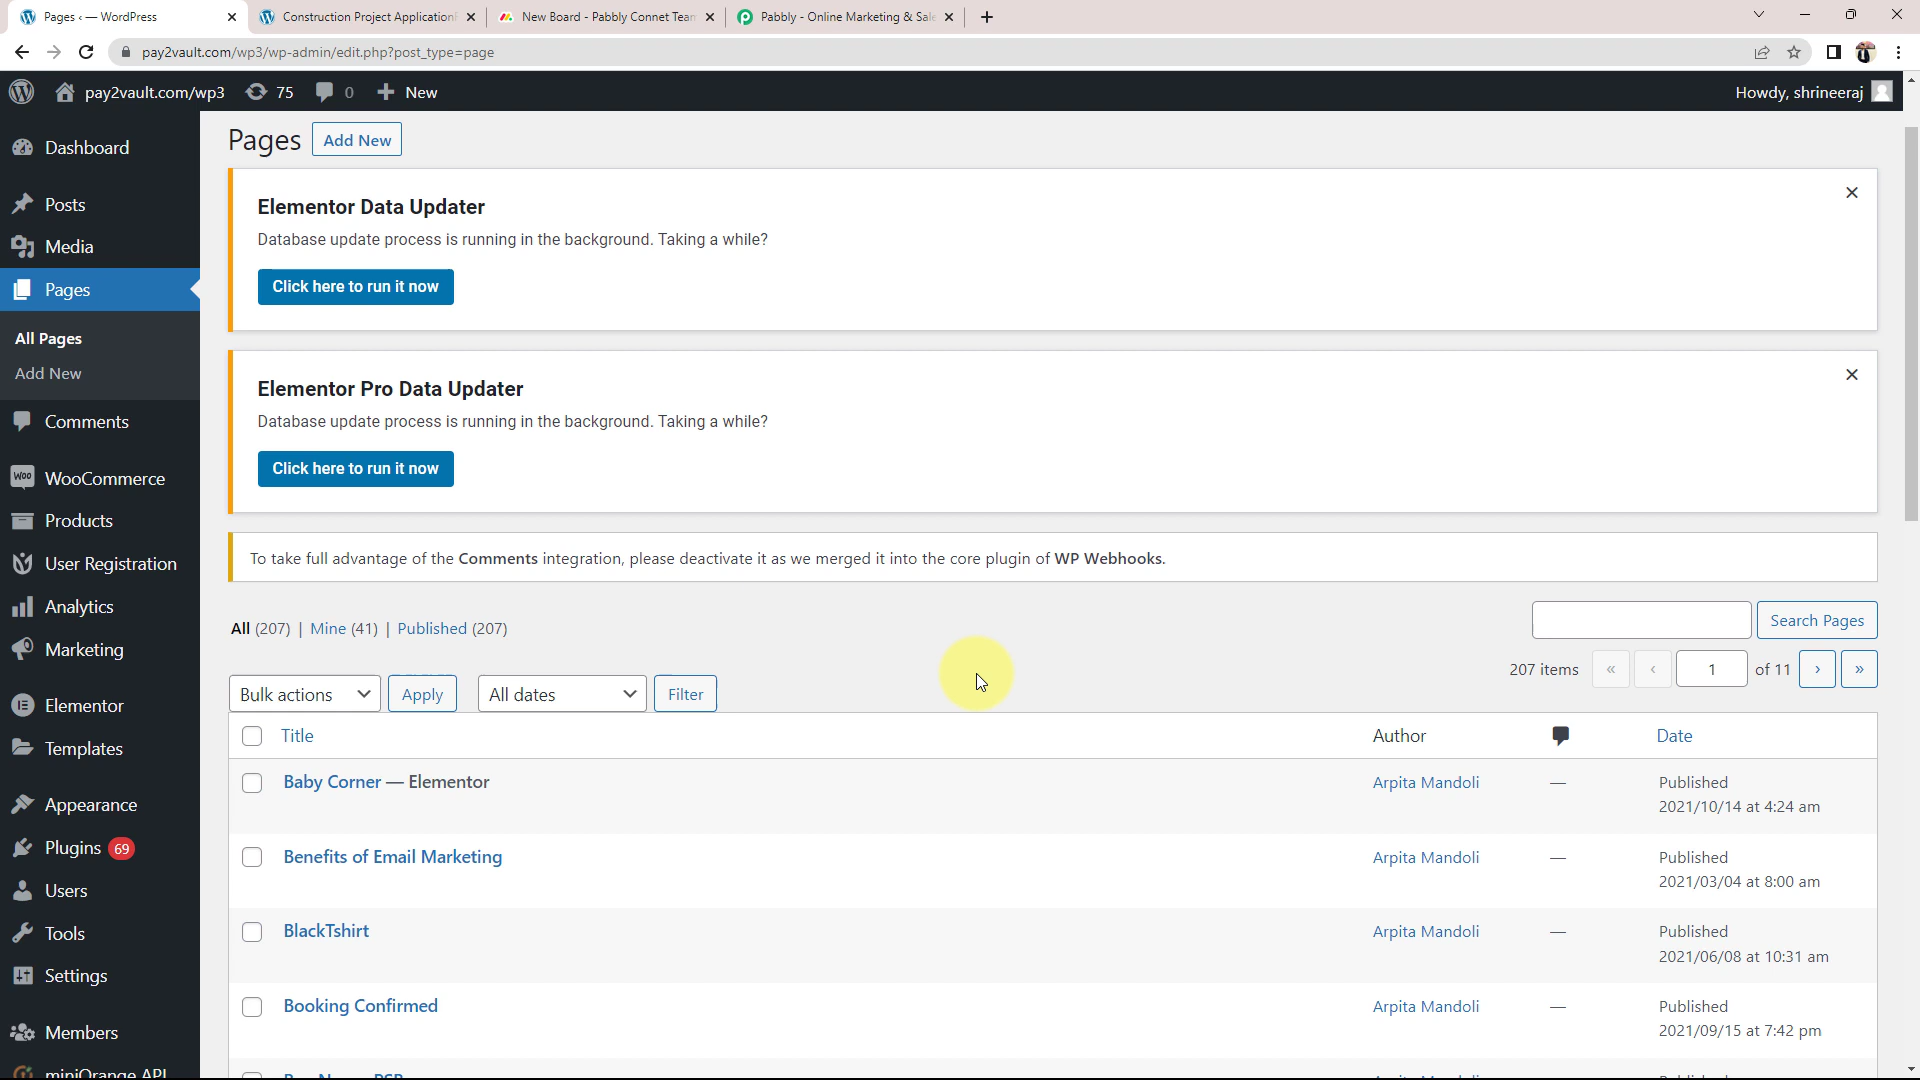 Pages ‹ — WordPress
Construction Project Application
New Board - Pabbly Connet Tear
Pabbly - Online Marketing & Sale
pay2vault.com/wp3/wp-admin/edit.php?post_type=page
pay2vault.com/wp3
75
0
New
Howdy, shrineeraj
Dashboard
Posts
Media
Pages
All Pages
Add New
Comments
WooCommerce
Products
User Registration
Analytics
Marketing
Elementor
Templates
Appearance
Plugins 69
Users
Tools
Settings
Members
miniOrange API
Pages
Add New
Elementor Data Updater
Database update process is running in the background. Taking a while?
Click here to run it now
Elementor Pro Data Updater
Database update process is running in the background. Taking a while?
Click here to run it now
To take full advantage of the Comments integration, please deactivate it as we merged it into the core plugin of WP Webhooks.
All (207) | Mine (41) | Published (207)
Search Pages
Bulk actions
Apply
All dates
Filter
207 items « ‹ 1 of 11 › »
Title Author Date
Baby Corner — Elementor Arpita Mandoli — Published
2021/10/14 at 4:24 am
Benefits of Email Marketing Arpita Mandoli — Published
2021/03/04 at 8:00 am
BlackTshirt Arpita Mandoli — Published
2021/06/08 at 10:31 am
Booking Confirmed Arpita Mandoli — Published
2021/09/15 at 7:42 pm